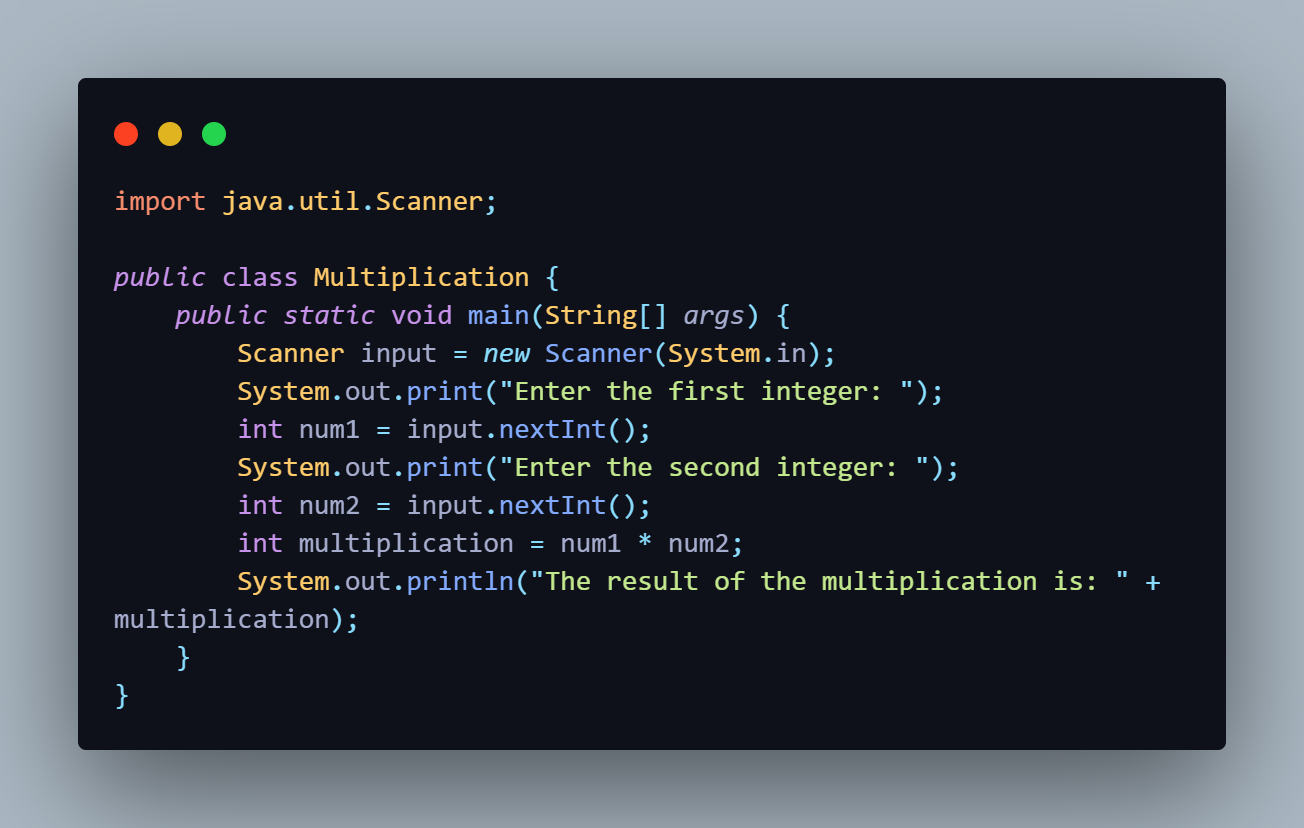 import java.util.Scanner;

public class Multiplication {
    public static void main(String[] args) {
        Scanner input = new Scanner(System.in);
        System.out.print("Enter the first integer: ");
        int num1 = input.nextInt();
        System.out.print("Enter the second integer: ");
        int num2 = input.nextInt();
        int multiplication = num1 * num2;
        System.out.println("The result of the multiplication is: " +
multiplication);
    }
}